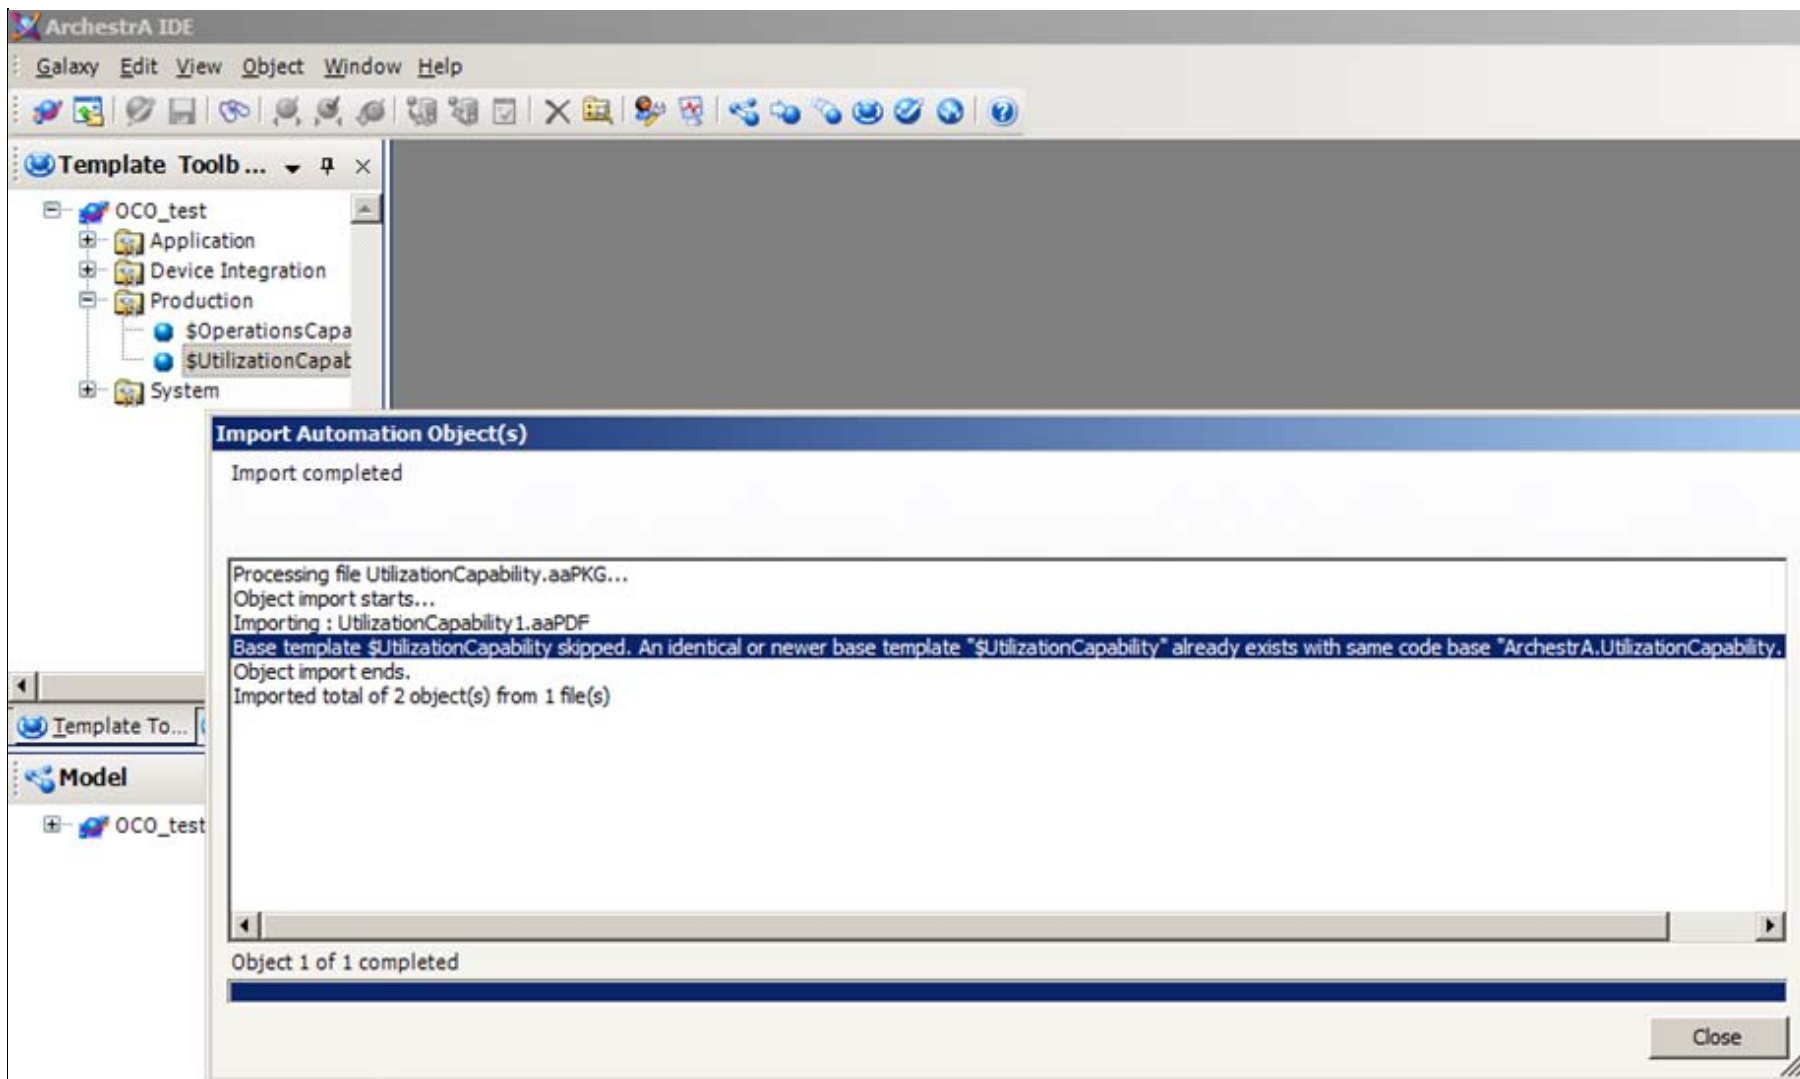 ArchestrA IDE
Galaxy Edit View Object Window Help
Template Toolb...
OCO_test
Application
Device Integration
Production
$OperationsCapa
$UtilizationCapab
System
Import Automation Object(s)
Import completed
Processing file UtilizationCapability.aaPKG...
Object import starts...
Importing : UtilizationCapability1.aaPDF
Base template $UtilizationCapability skipped. An identical or newer base template "$UtilizationCapability" already exists with same code base "ArchestrA.UtilizationCapability.
Object import ends.
Imported total of 2 object(s) from 1 file(s)
Template To...
Model
OCO_test
Object 1 of 1 completed
Close